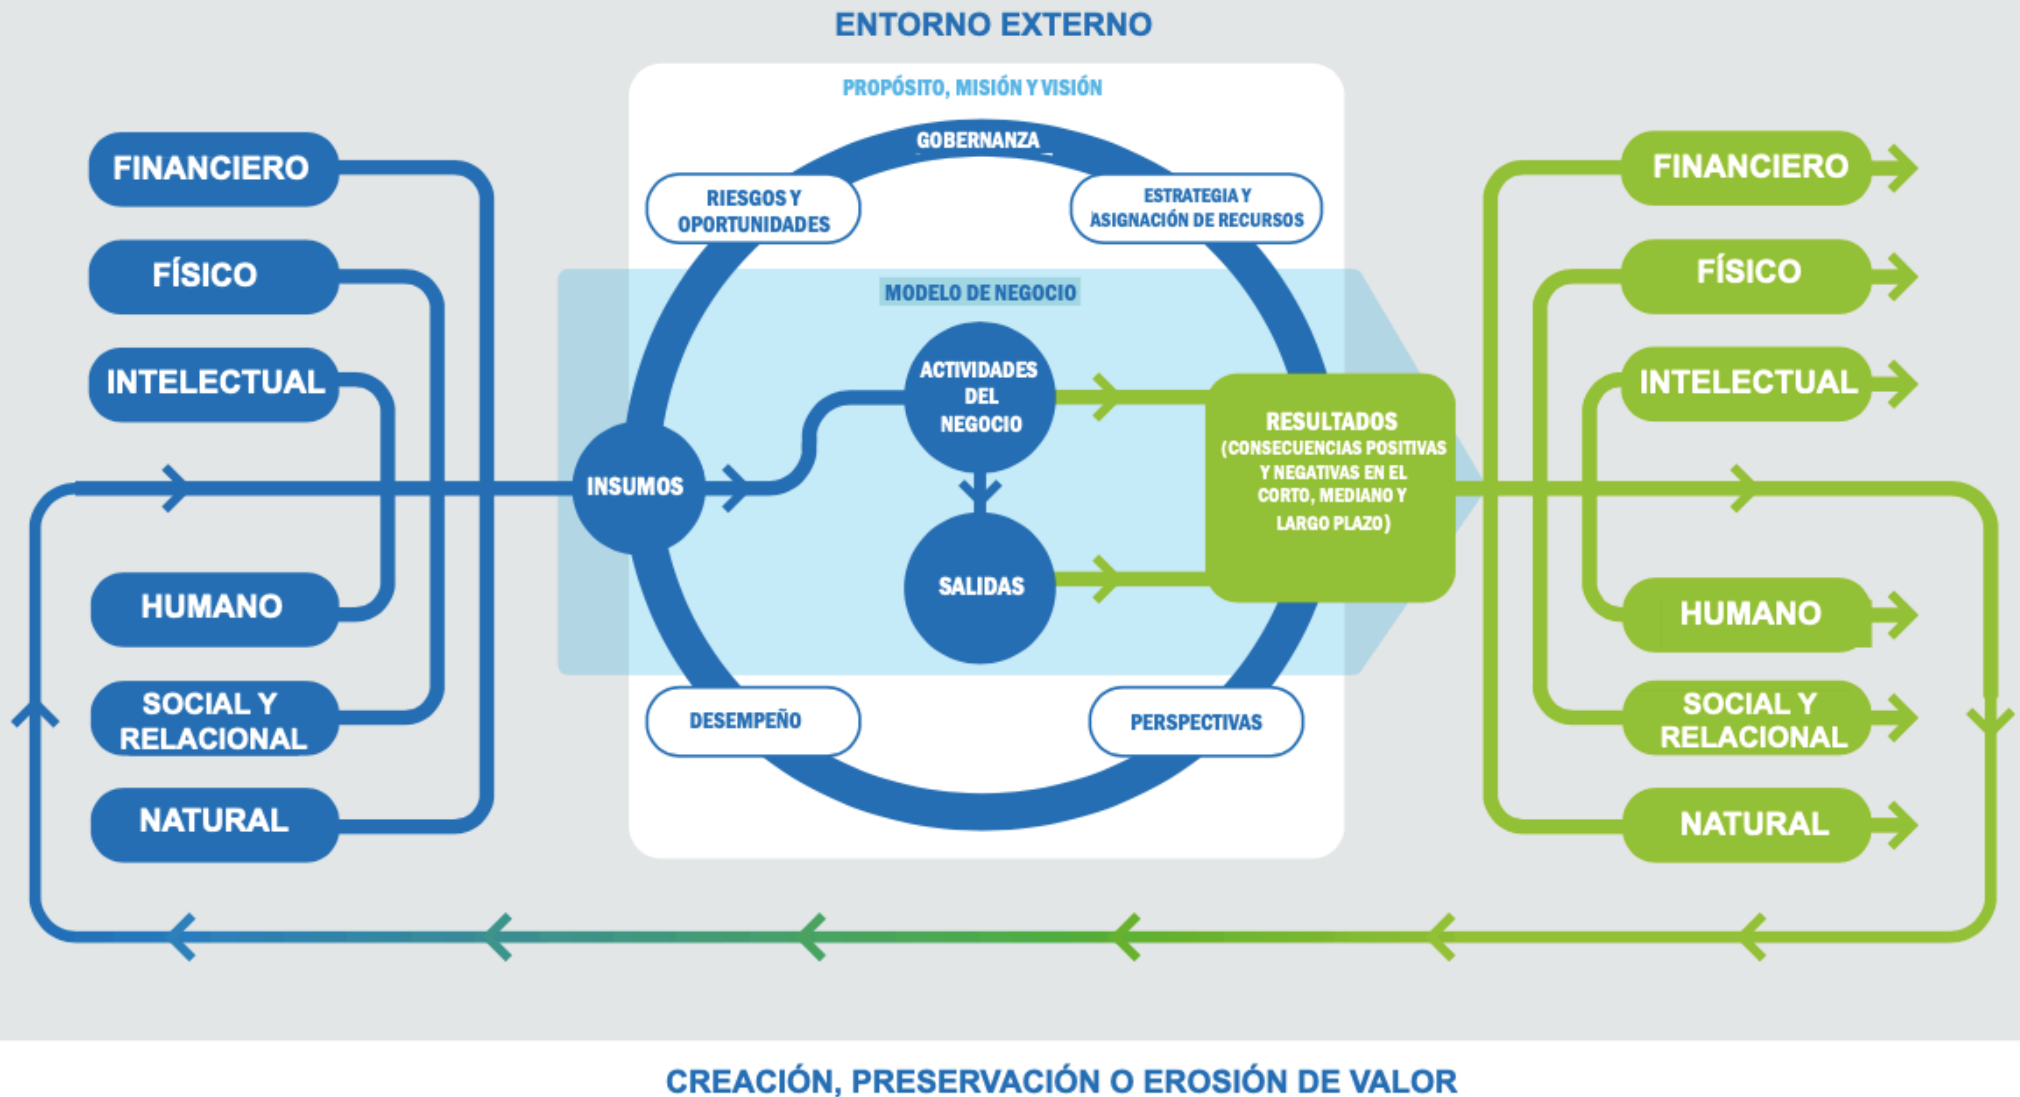 ENTORNO EXTERNO
PROPÓSITO, MISIÓN Y VISIÓN
GOBERNANZA
RIESGOS Y
OPORTUNIDADES
ESTRATEGIA Y
ASIGNACIÓN DE RECURSOS
FINANCIERO
FÍSICO
INTELECTUAL
HUMANO
SOCIAL Y
RELACIONAL
NATURAL
MODELO DE NEGOCIO
INSUMOS
ACTIVIDADES
DEL
NEGOCIO
SALIDAS
RESULTADOS
(CONSECUENCIAS POSITIVAS
Y NEGATIVAS EN EL
CORTO, MEDIANO Y
LARGO PLAZO)
DESEMPEÑO
PERSPECTIVAS
FINANCIERO
FÍSICO
INTELECTUAL
HUMANO
SOCIAL Y
RELACIONAL
NATURAL
CREACIÓN, PRESERVACIÓN O EROSIÓN DE VALOR